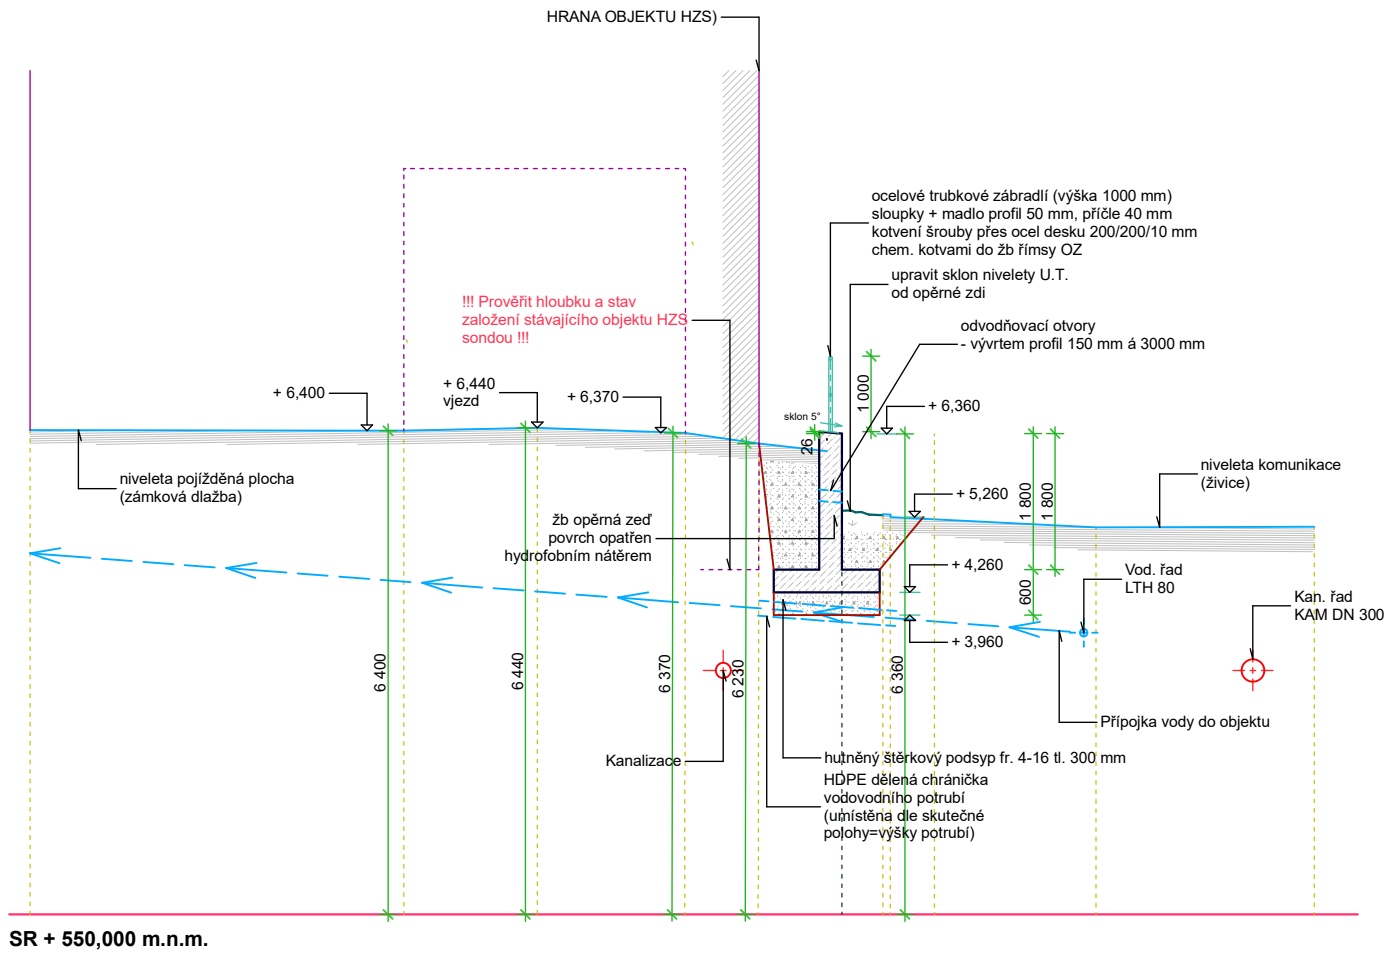 HRANA OBJEKTU HZS)
ocelové trubkové zábradlí (výška 1000 mm)
sloupky + madlo profil 50 mm, příčle 40 mm
kotvení šrouby přes ocel desku 200/200/10 mm
chem. kotvami do žb římsy OZ
upravit sklon nivelety U.T.
od opěrné zdi
!!! Prověřit hloubku a stav
založení stávajícího objektu HZS
sondou !!!
odvodňovací otvory
- vývrtem profil 150 mm á 3000 mm
+ 6,400
+ 6,440
vjezd
+ 6,370
1 000
sklon 5°
+ 6,360
26
niveleta pojížděná plocha
(zámková dlažba)
niveleta komunikace
(živice)
+ 5,260
1 800
1 800
žb opěrná zeď
povrch opatřen
hydrofobním nátěrem
+ 4,260
600
Vod. řad
LTH 80
Kan. řad
KAM DN 300
+ 3,960
6 400
6 440
6 370
6 230
6 360
Přípojka vody do objektu
Kanalizace
hutněný štěrkový podsyp fr. 4-16 tl. 300 mm
HDPE dělená chránička
vodovodního potrubí
(umístěna dle skutečné
polohy=výšky potrubí)
SR + 550,000 m.n.m.